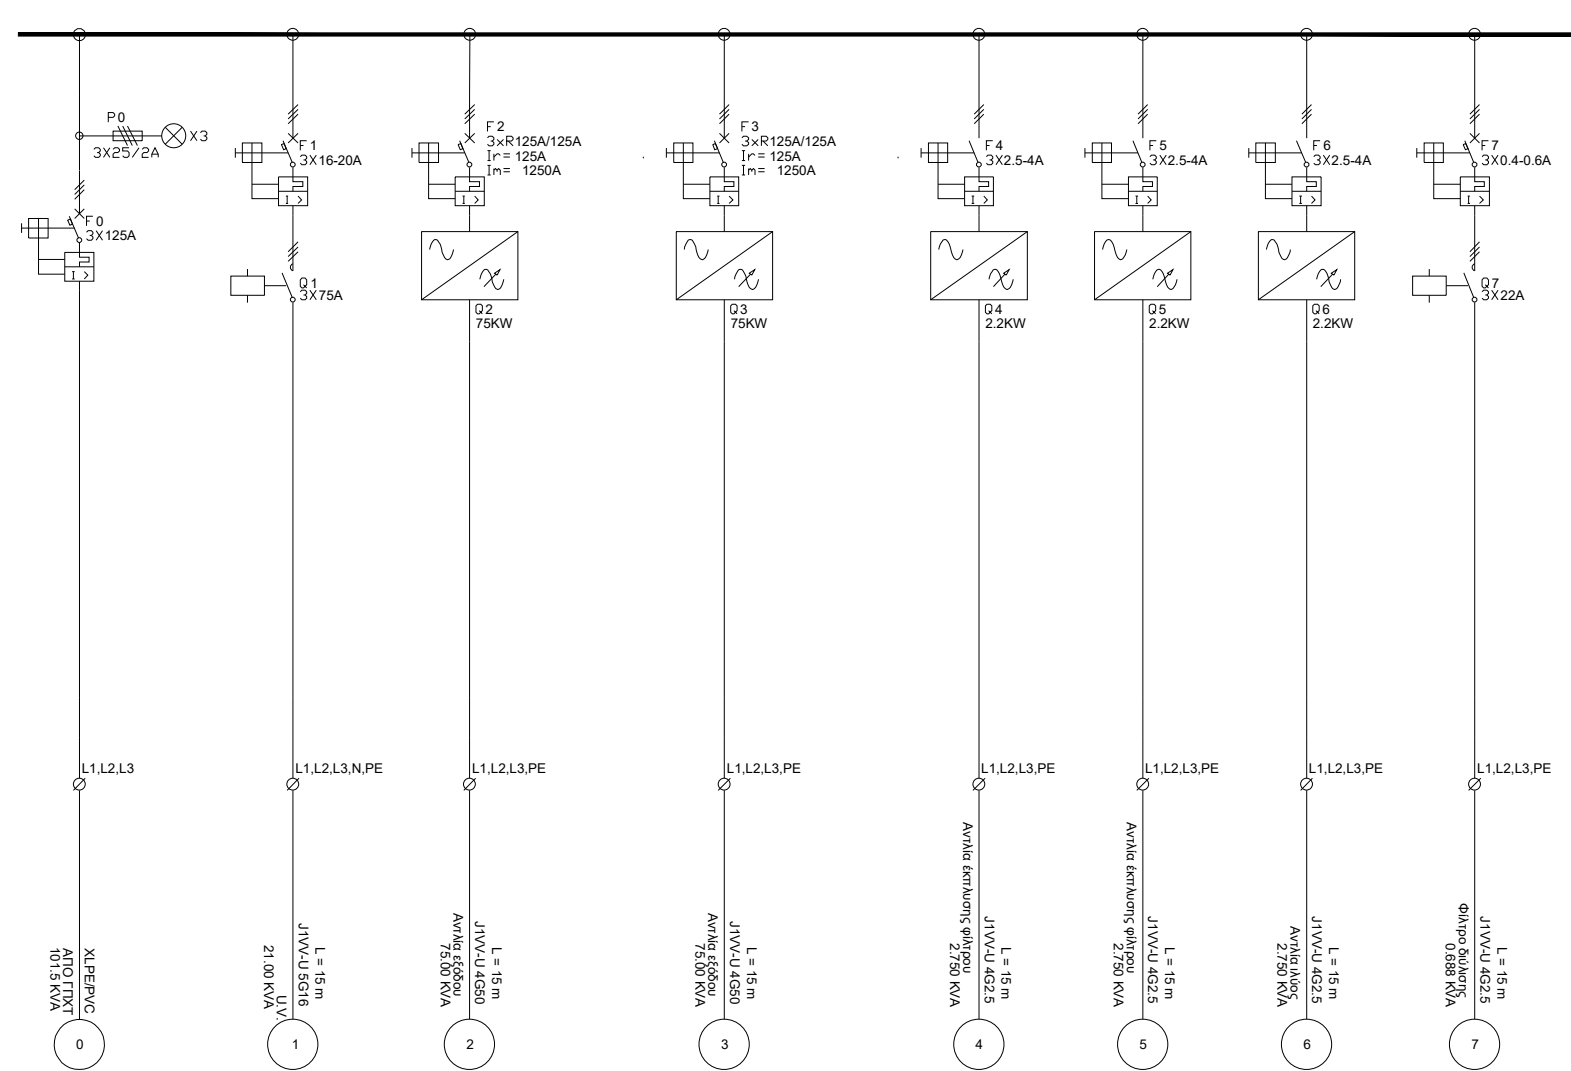 P0
X3
3X25/2A
F0
3X125A
I >
L1,L2,L3
XLPE/PVC
ΑΠΟ ΓΠΧΤ
101.5 KVA
0
F1
3X16-20A
I >
Q1
3X75A
L1,L2,L3,N,PE
L = 15 m
J1VV-U 5G16
U.V.
21.00 KVA
1
F2
3xR125A/125A
Ir= 125A
Im= 1250A
I >
Q2
75KW
L1,L2,L3,PE
L = 15 m
J1VV-U 4G50
Αντλία εξόδου
75.00 KVA
2
F3
3xR125A/125A
Ir= 125A
Im= 1250A
I >
Q3
75KW
L1,L2,L3,PE
L = 15 m
J1VV-U 4G50
Αντλία εξόδου
75.00 KVA
3
F4
3X2.5-4A
I >
Q4
2.2KW
L1,L2,L3,PE
L = 15 m
J1VV-U 4G2.5
Αντλία έκπλυσης φίλτρου
2.750 KVA
4
F5
3X2.5-4A
I >
Q5
2.2KW
L1,L2,L3,PE
L = 15 m
J1VV-U 4G2.5
Αντλία έκπλυσης φίλτρου
2.750 KVA
5
F6
3X2.5-4A
I >
Q6
2.2KW
L1,L2,L3,PE
L = 15 m
J1VV-U 4G2.5
Αντλία ιλύος
2.750 KVA
6
F7
3X0.4-0.6A
I >
Q7
3X22A
L1,L2,L3,PE
L = 15 m
J1VV-U 4G2.5
Φίλτρο διύλισης
0.688 KVA
7